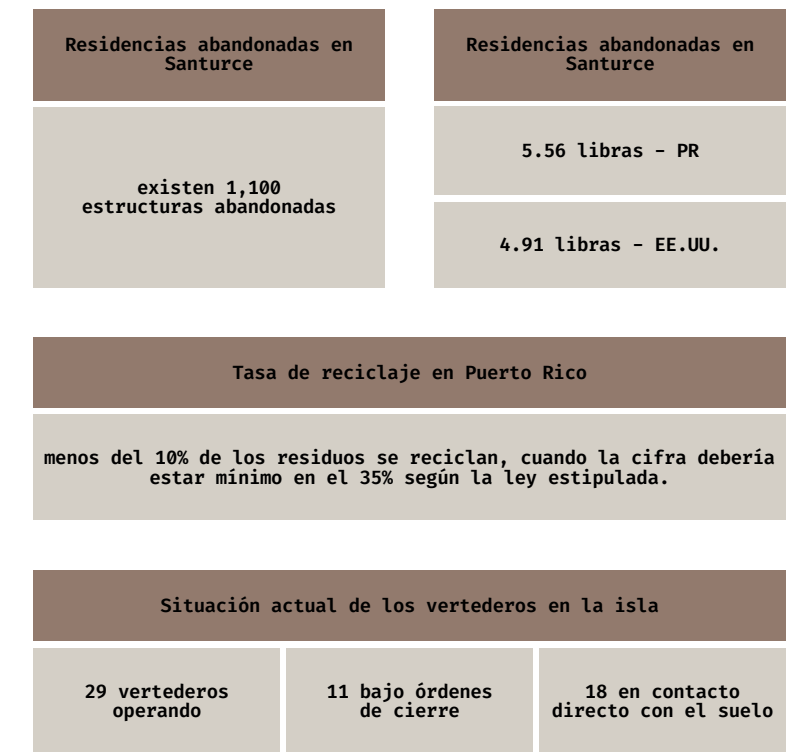 Residencias abandonadas en
Santurce
existen 1,100
estructuras abandonadas
Residencias abandonadas en
Santurce
5.56 libras - PR
4.91 libras - EE.UU.
Tasa de reciclaje en Puerto Rico
menos del 10% de los residuos se reciclan, cuando la cifra debería
estar mínimo en el 35% según la ley estipulada.
Situación actual de los vertederos en la isla
29 vertederos
operando
11 bajo órdenes
de cierre
18 en contacto
directo con el suelo